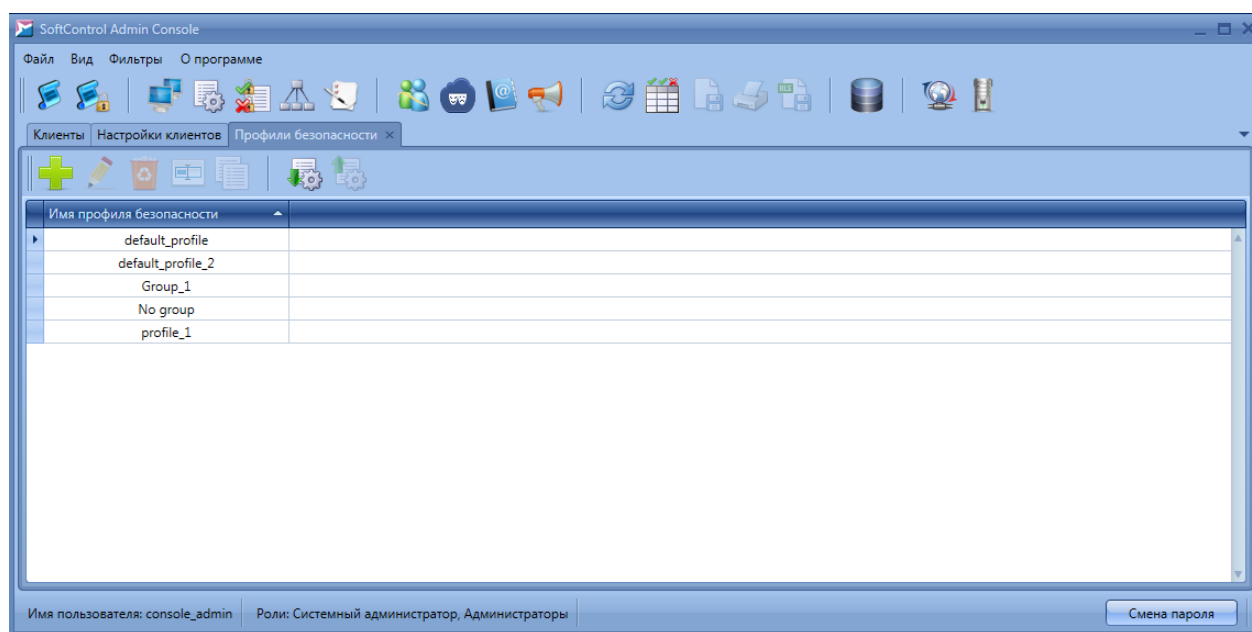 SoftControl Admin Console
Файл Вид Фильтры О программе
Клиенты Настройки клиентов Профили безопасности
Имя профиля безопасности
default_profile
default_profile_2
Group_1
No group
profile_1
Имя пользователя: console_admin Роли: Системный администратор, Администраторы Смена пароля